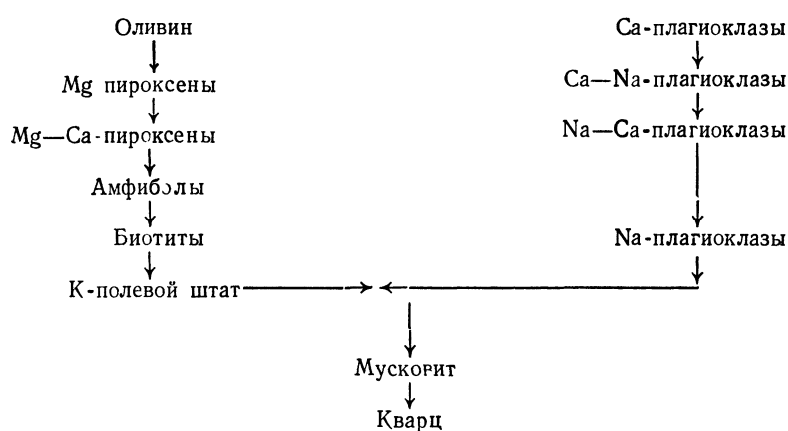 Оливин
Ca-плагиоклазы
Mg пироксены
Ca—Na-плагиоклазы
Mg—Ca-пироксены
Na—Ca-плагиоклазы
Амфиболы
Биотиты
Na-плагиоклазы
К-полевой штат
Мусковит
Кварц